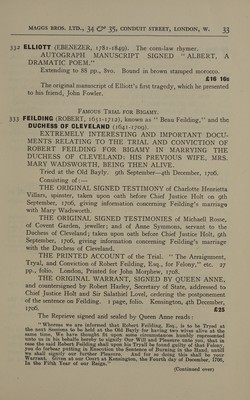 MAGGS BROS. LTD., 34 & 35, CONDUIT STREET, LONDON, W. 33
332 ELLIOTT (EBENEZER, 1781-1849). The corn-law rhymer.
AUTOGRAPH MANUSCRIPT SIGNED "ALBERT, A
DRAMATIC POEM."
Extending to 88 pp., 8vo. Bound in brown stamped morocco.
£16 16s
The original manuscript of Elliott's first tragedy, which he presented
to his friend, John Fowler.
FAMOUS TRIAL FOR BIGAMY.
333 FEILDING (ROBERT, 1651-1712), known as "Beau Feilding," and the
DUCHESS OF CLEVELAND (1641-1709).
EXTREMELY INTERESTING AND IMPORTANT DOCU-
MENTS RELATING TO THE TRIAL AND CONVICTION OF
ROBERT FEILDING FOR BIGAMY IN MARRYING THE
DUCHESS OF CLEVELAND; HIS PREVIOUS WIFE, MRS.
MARY WADSWORTH, BEING THEN ALIVE.
Tried at the Old Bayly. 9th September—4th December, 1706.
Consisting of:—
THE ORIGINAL SIGNED TESTIMONY of Charlotte Henrietta
Villars, spinster, taken upon oath before Chief Justice Holt on 9th
September, 1706, giving information concerning Feilding's marriage
with Mary Wadsworth.
THE ORIGINAL SIGNED TESTIMONIES of Michaell Rosse,
of Covent Garden, jeweller; and of Anne Symmons, servant to the
Duchess of Cleveland; taken upon oath before Chief Justice Holt, 9th
September, 1706, giving information concerning Feilding's marriage
with the Duchess of Cleveland.
THE PRINTED ACCOUNT of the Trial. "The Arraignment,
Tryal, and Conviction of Robert Feilding, Esq., for Felony," etc. 27
pp., folio. London, Printed for John Morphew, 1708.
THE ORIGINAL WARRANT, SIGNED BY QUEEN ANNE,
and countersigned by Robert Harley, Secretary of State, addressed to
Chief Justice Holt and Sir Salathiel Lovel, ordering the postponement
of the sentence on Feilding. 1 page, folio. Kensington, 4th December,
1706. £25
The Reprieve signed and sealed by Queen Anne reads:
"Whereas we are informed that Robert Feilding, Esq., is to be Tryed at
the next Sessions to be held at the Old Bayly for having two wives alive at the
same time. We have thought fit upon some circumstances humbly represented
unto us in his behalfe hereby to signify Our Will and Pleasure unto you, that in
case the said Robert Feilding shall upon his Tryall be found guilty of that Felony,
you do forbear putting in Execution the Sentence of Burning in the Hand, untill
we shall signify our further Pleasure. And for so doing this shall be your
Warrant. Given at our Court at Kensington, the Fourth day of December, 1706,
In the Fifth Year of our Reign."
(Continued over)